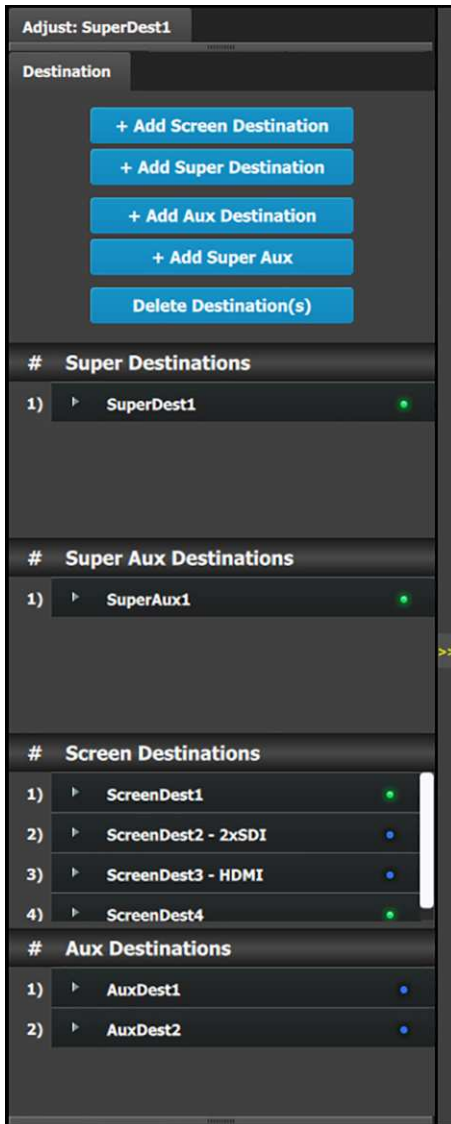 Adjust: SuperDest1
Destination
+ Add Screen Destination
+ Add Super Destination
+ Add Aux Destination
+ Add Super Aux
Delete Destination(s)
# Super Destinations
1) SuperDest1
# Super Aux Destinations
1) SuperAux1
>>
# Screen Destinations
1) ScreenDest1
2) ScreenDest2 - 2xSDI
3) ScreenDest3 - HDMI
4) ScreenDest4
# Aux Destinations
1) AuxDest1
2) AuxDest2